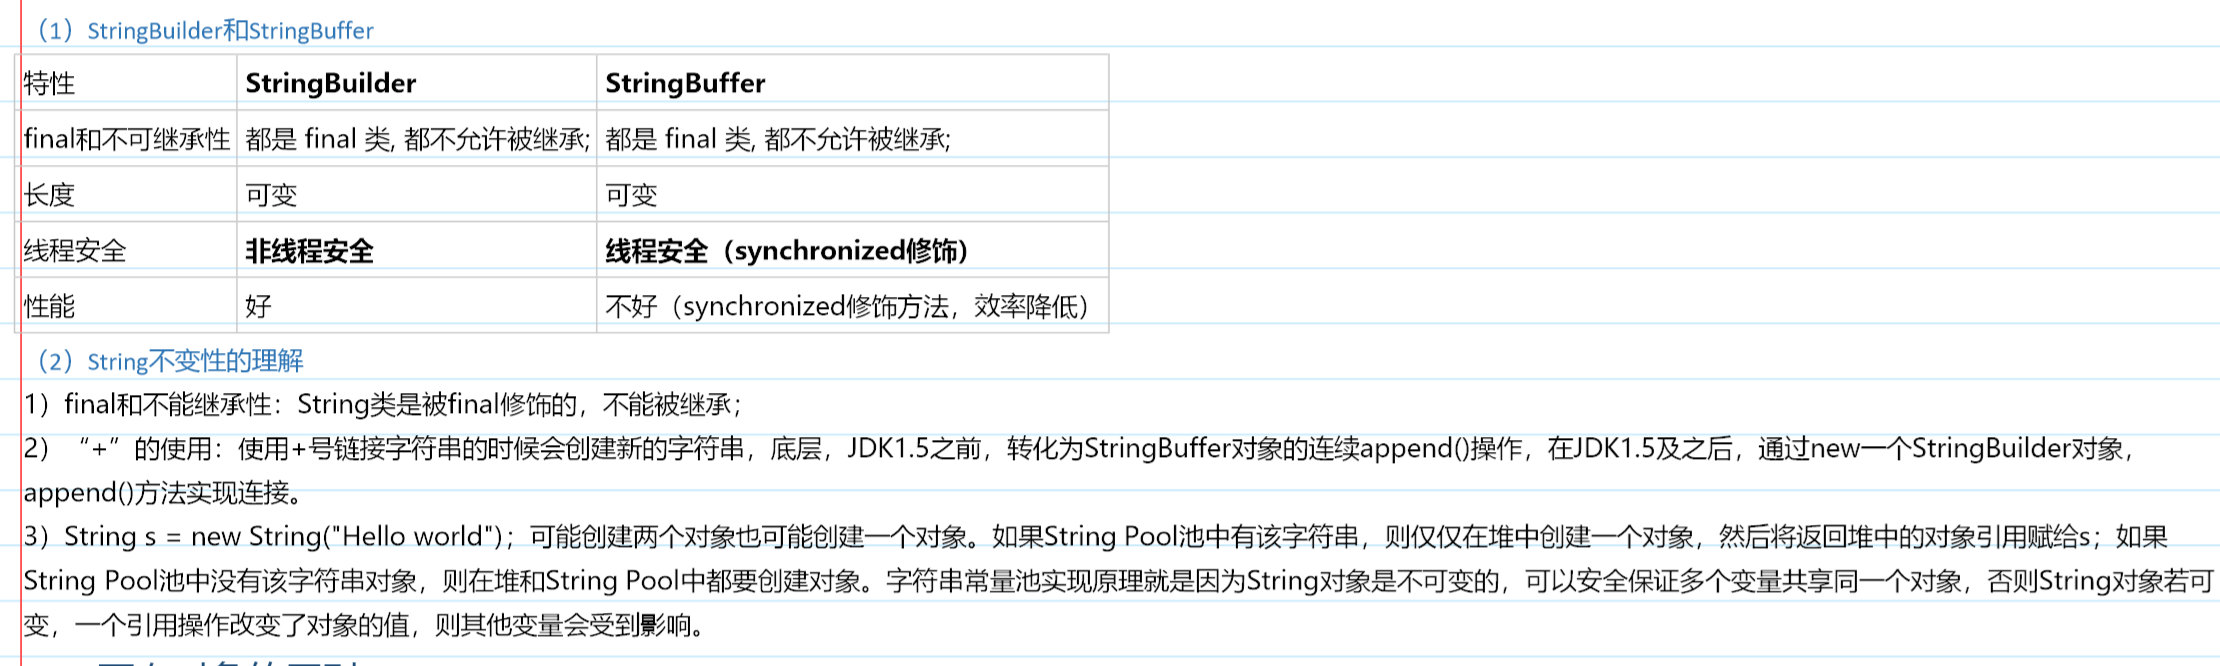 （1）StringBuilder和StringBuffer
特性 StringBuilder StringBuffer
final和不可继承性 都是 final 类, 都不允许被继承; 都是 final 类, 都不允许被继承;
长度 可变 可变
线程安全 非线程安全 线程安全（synchronized修饰）
性能 好 不好（synchronized修饰方法，效率降低）
（2）String不变性的理解
1）final和不能继承性：String类是被final修饰的，不能被继承；
2）“+”的使用：使用+号链接字符串的时候会创建新的字符串，底层，JDK1.5之前，转化为StringBuffer对象的连续append()操作，在JDK1.5及之后，通过new一个StringBuilder对象，
append()方法实现连接。
3）String s = new String("Hello world")；可能创建两个对象也可能创建一个对象。如果String Pool池中有该字符串，则仅仅在堆中创建一个对象，然后将返回堆中的对象引用赋给s；如果
String Pool池中没有该字符串对象，则在堆和String Pool中都要创建对象。字符串常量池实现原理就是因为String对象是不可变的，可以安全保证多个变量共享同一个对象，否则String对象若可
变，一个引用操作改变了对象的值，则其他变量会受到影响。